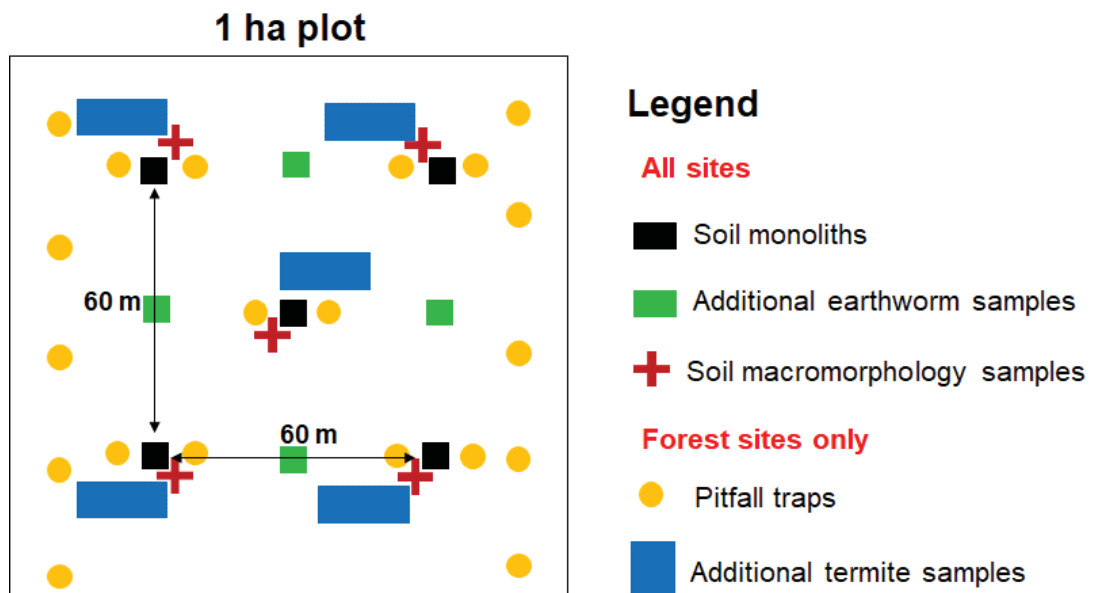 1 ha plot
60 m
60 m
Legend
All sites
Soil monoliths
Additional earthworm samples
Soil macromorphology samples
Forest sites only
Pitfall traps
Additional termite samples